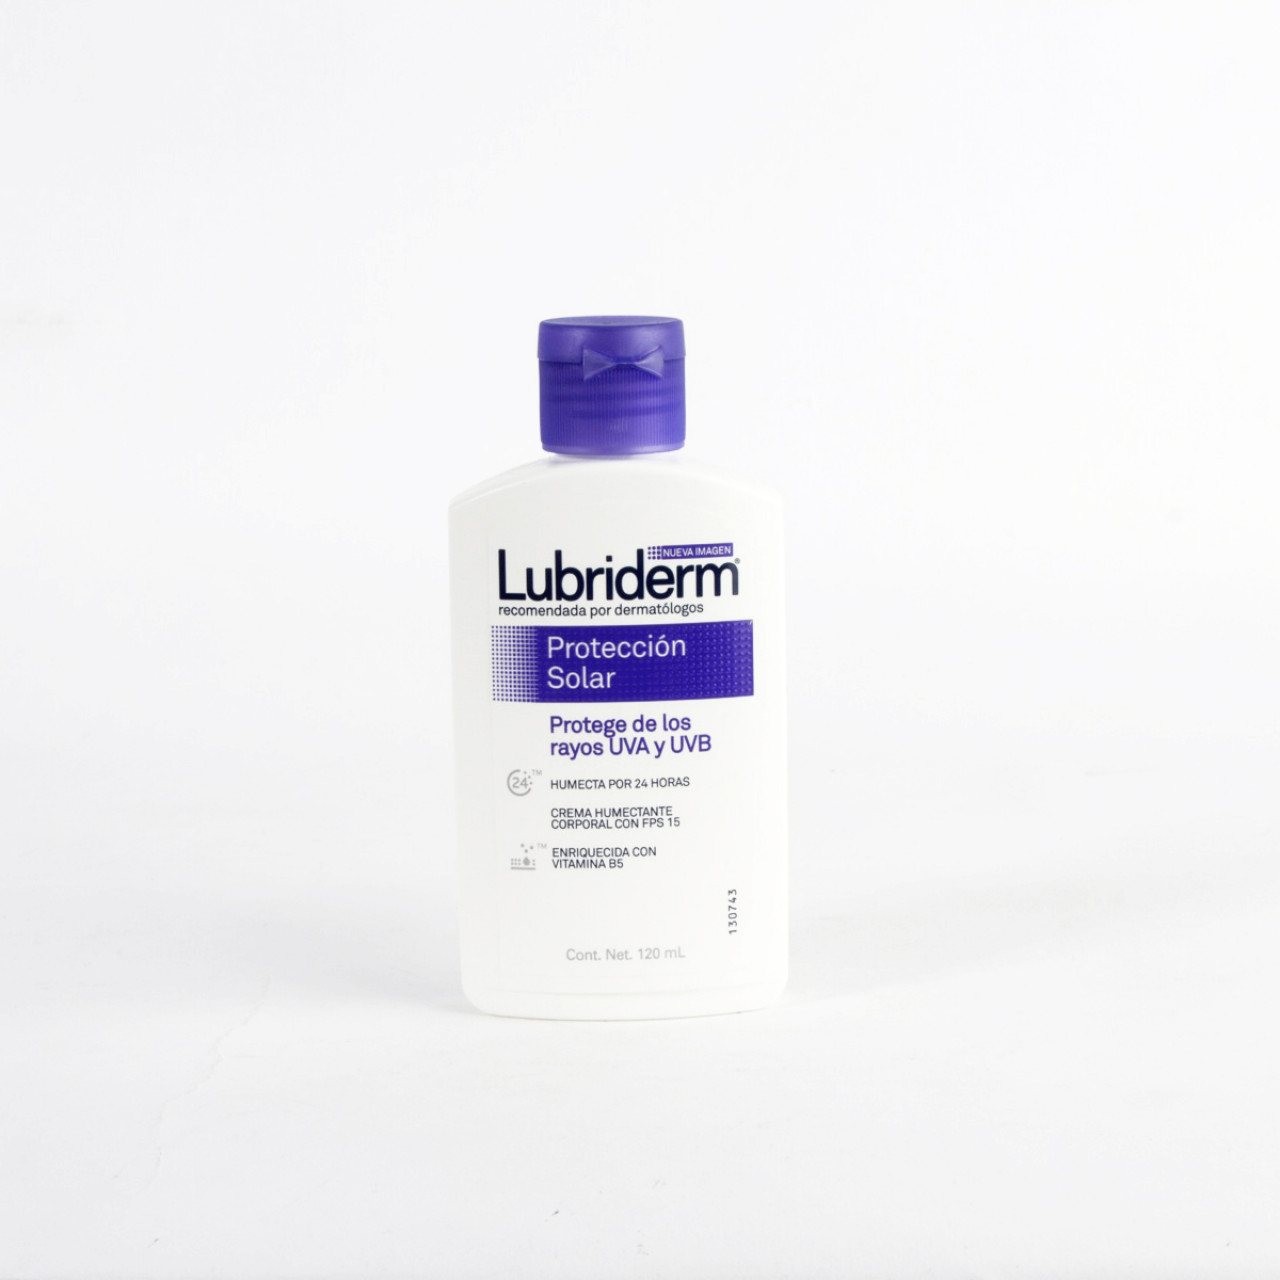 NUEVA IMAGEN
Lubriderm®
recomendada por dermatólogos
Protección
Solar
Protege de los
rayos UVA y UVB
24™
HUMECTA POR 24 HORAS
CREMA HUMECTANTE
CORPORAL CON FPS 15
™
ENRIQUECIDA CON
VITAMINA B5
130743
Cont. Net. 120 mL